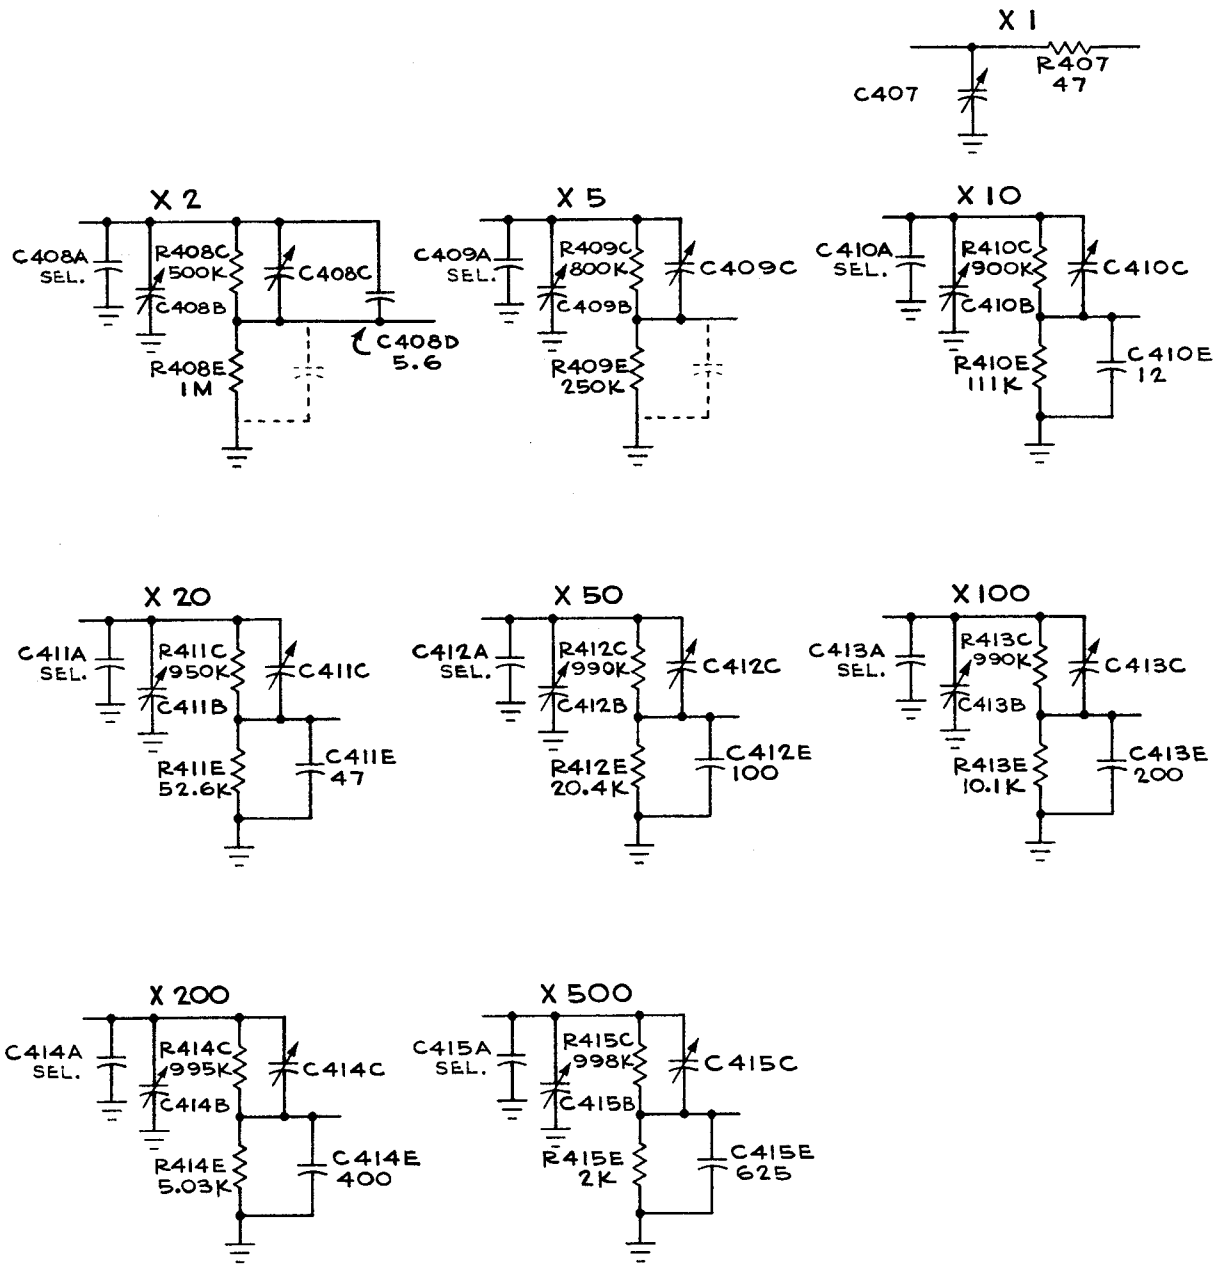 X 1
R407
47
C407
X 2
C408A
SEL.
R408C
500K
C408B
C408C
C408D
5.6
R408E
1M
X 5
C409A
SEL.
R409C
800K
C409B
C409C
R409E
250K
X 10
C410A
SEL.
R410C
900K
C410B
C410C
R410E
111K
C410E
12
X 20
C411A
SEL.
R411C
950K
C411B
C411C
R411E
52.6K
C411E
47
X 50
C412A
SEL.
R412C
990K
C412B
C412C
R412E
20.4K
C412E
100
X 100
C413A
SEL.
R413C
990K
C413B
C413C
R413E
10.1K
C413E
200
X 200
C414A
SEL.
R414C
995K
C414B
C414C
R414E
5.03K
C414E
400
X 500
C415A
SEL.
R415C
998K
C415B
C415C
R415E
2K
C415E
625